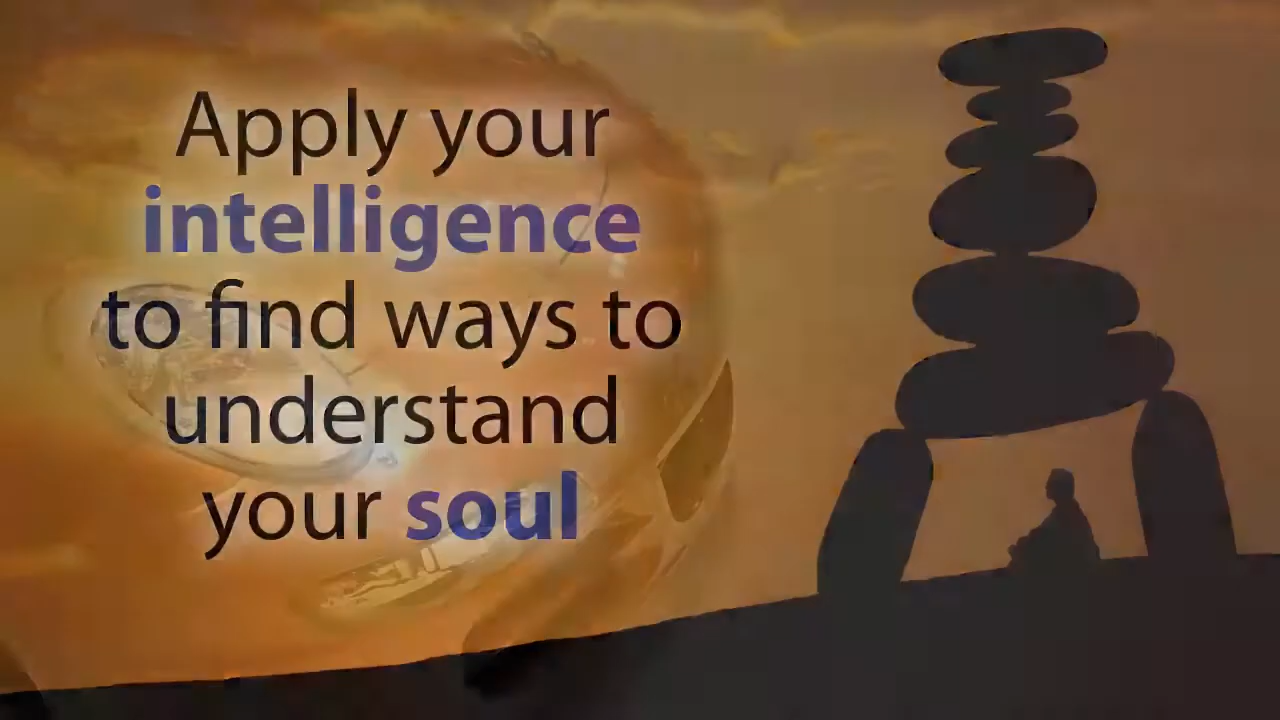 Apply your
intelligence
to find ways to
understand
your soul